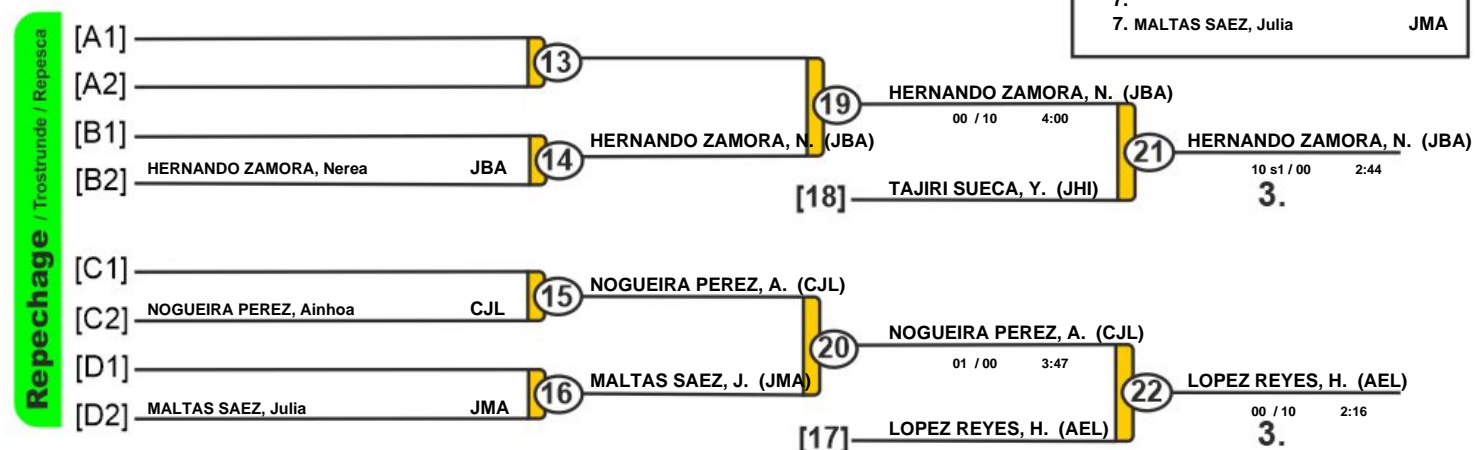 7.
7. MALTAS SAEZ, Julia JMA
Repechage / Trostrunde / Repesca
[A1]
13
[A2]
19
HERNANDO ZAMORA, N. (JBA)
00 / 10 4:00
[B1]
HERNANDO ZAMORA, N. (JBA)
21
HERNANDO ZAMORA, N. (JBA)
14
HERNANDO ZAMORA, Nerea JBA
10 s1 / 00 2:44
[B2]
[18]
TAJIRI SUECA, Y. (JHI)
3.
[C1]
15
NOGUEIRA PEREZ, A. (CJL)
NOGUEIRA PEREZ, Ainhoa CJL
[C2]
NOGUEIRA PEREZ, A. (CJL)
20
01 / 00 3:47
[D1]
MALTAS SAEZ, J. (JMA)
22
LOPEZ REYES, H. (AEL)
16
MALTAS SAEZ, Julia JMA
00 / 10 2:16
[D2]
[17]
LOPEZ REYES, H. (AEL)
3.